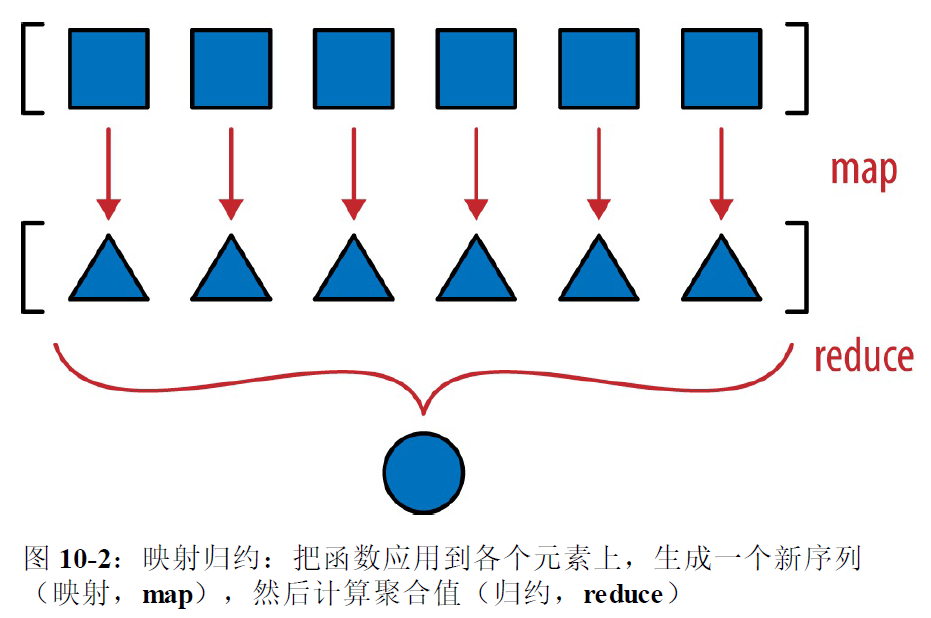 map
reduce
图 10-2：映射归约：把函数应用到各个元素上，生成一个新序列
（映射，map），然后计算聚合值（归约，reduce）